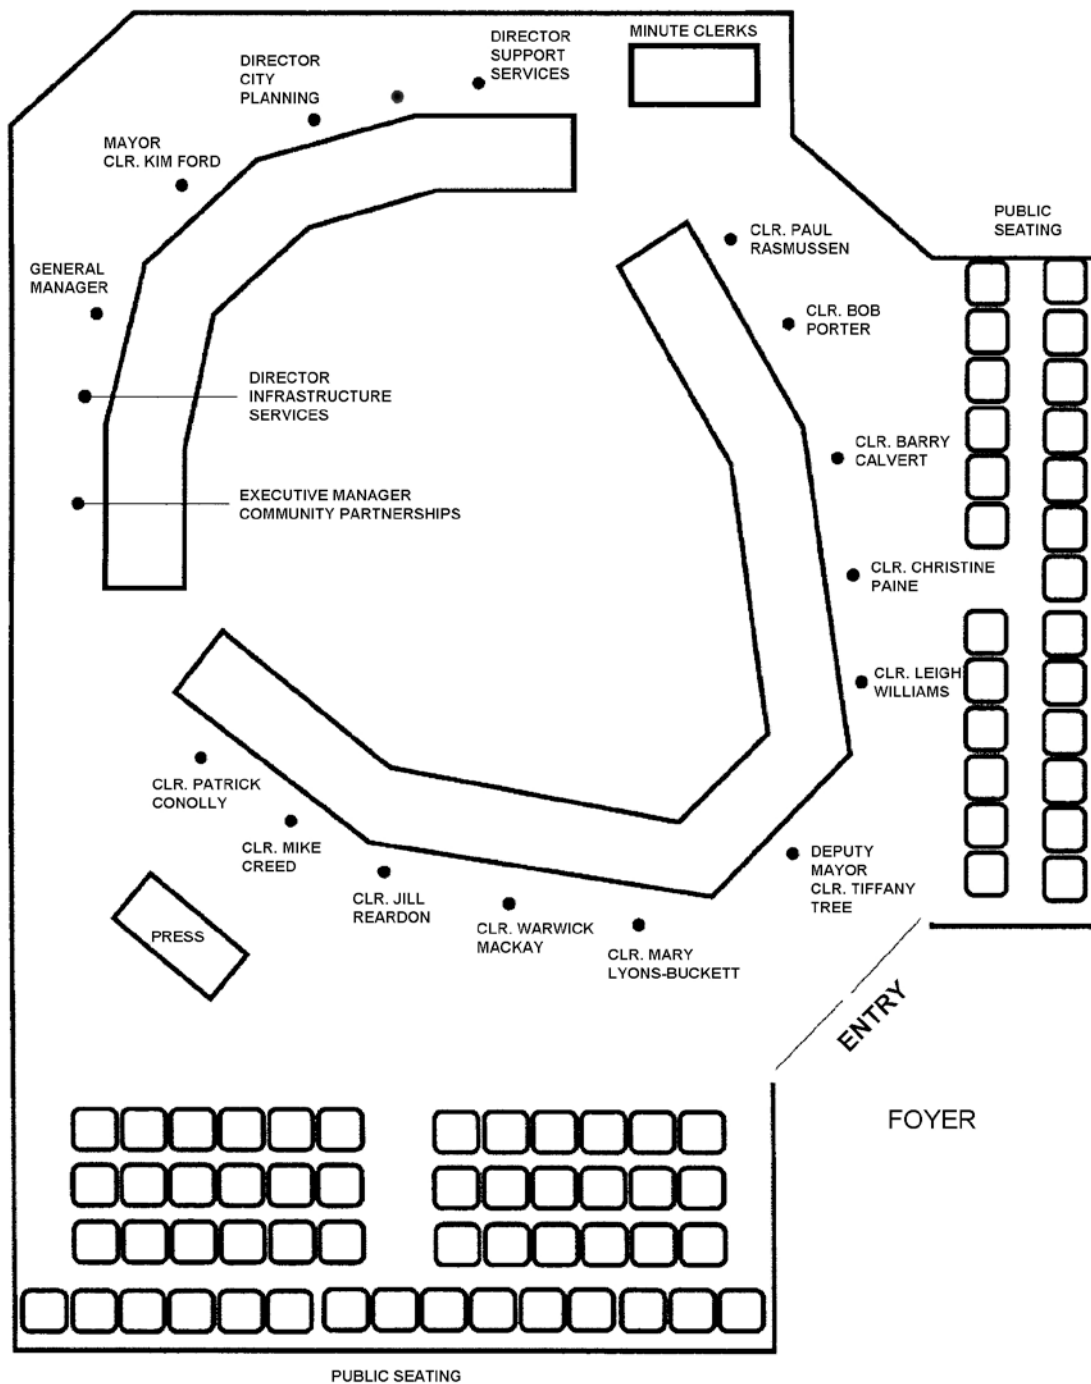 MINUTE CLERKS
DIRECTOR
SUPPORT
SERVICES
DIRECTOR
CITY
PLANNING
MAYOR
CLR. KIM FORD
GENERAL
MANAGER
DIRECTOR
INFRASTRUCTURE
SERVICES
EXECUTIVE MANAGER
COMMUNITY PARTNERSHIPS
CLR. PAUL
RASMUSSEN
PUBLIC
SEATING
CLR. BOB
PORTER
CLR. BARRY
CALVERT
CLR. CHRISTINE
PAINE
CLR. LEIGH
WILLIAMS
CLR. PATRICK
CONOLLY
CLR. MIKE
CREED
CLR. JILL
REARDON
CLR. WARWICK
MACKAY
CLR. MARY
LYONS-BUCKETT
DEPUTY
MAYOR
CLR. TIFFANY
TREE
PRESS
ENTRY
FOYER
PUBLIC SEATING